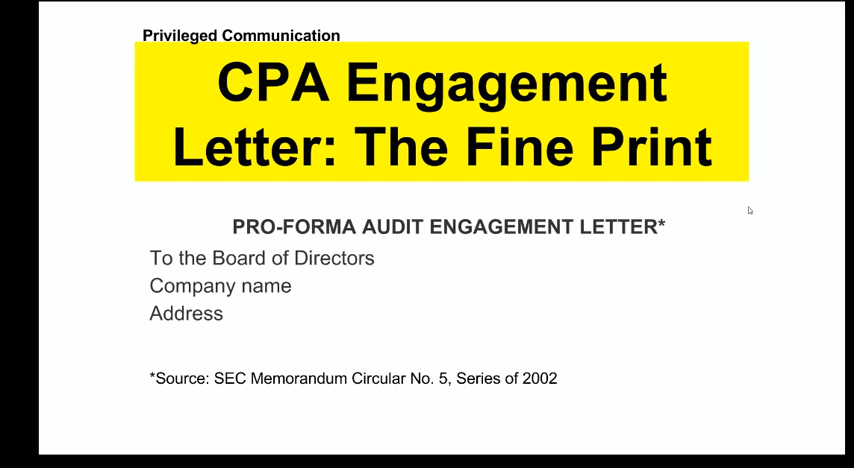 Privileged Communication
CPA Engagement
Letter: The Fine Print
PRO-FORMA AUDIT ENGAGEMENT LETTER*
To the Board of Directors
Company name
Address
*Source: SEC Memorandum Circular No. 5, Series of 2002